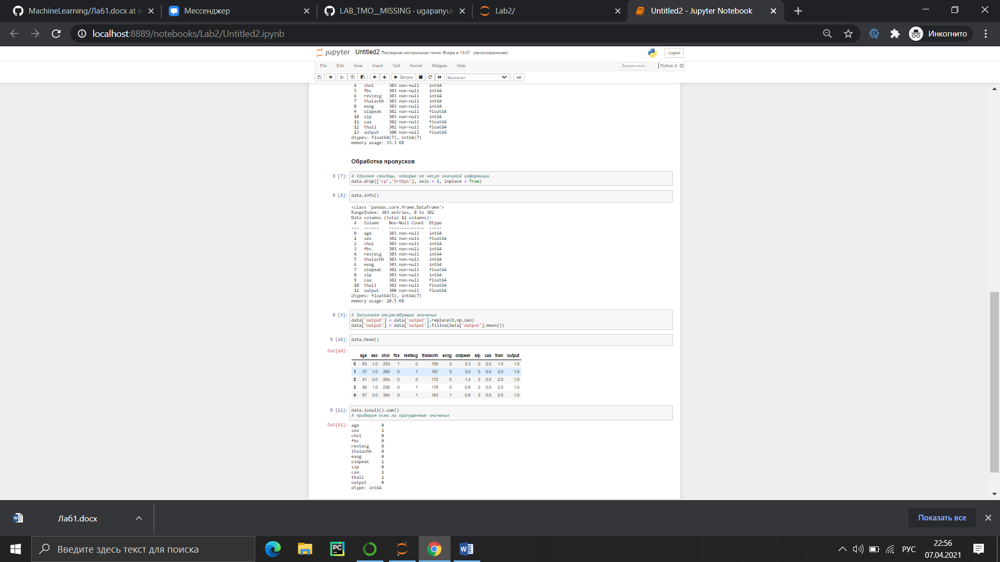 MachineLearning/Лаб1.docx at m
Мессенджер
LAB_TMO__MISSING · ugapanyuk
Lab2/
Untitled2 - Jupyter Notebook
localhost:8889/notebooks/Lab2/Untitled2.ipynb
Инкогнито
jupyter Untitled2 Последняя контрольная точка: Вчера в 13:07 (автосохранение)
Logout
File Edit View Insert Cell Kernel Widgets Help
Доверенный
Python 3
Запуск
Markdown
4 chol 303 non-null int64
5 fbs 303 non-null int64
6 restecg 303 non-null int64
7 thalachh 303 non-null int64
8 exng 303 non-null int64
9 oldpeak 302 non-null float64
10 slp 303 non-null int64
11 caa 302 non-null float64
12 thall 302 non-null float64
13 output 300 non-null float64
dtypes: float64(7), int64(7)
memory usage: 33.3 KB
Обработка пропусков
В [7]: # Удаляем столбцы, которые не несут значимой информации
data.drop(['cp','trtbps'], axis = 1, inplace = True)
В [8]: data.info()
<class 'pandas.core.frame.DataFrame'>
RangeIndex: 303 entries, 0 to 302
Data columns (total 12 columns):
# Column Non-Null Count Dtype
--- ------ -------------- -----
0 age 303 non-null int64
1 sex 302 non-null float64
2 chol 303 non-null int64
3 fbs 303 non-null int64
4 restecg 303 non-null int64
5 thalachh 303 non-null int64
6 exng 303 non-null int64
7 oldpeak 302 non-null float64
8 slp 303 non-null int64
9 caa 302 non-null float64
10 thall 302 non-null float64
11 output 300 non-null float64
dtypes: float64(5), int64(7)
memory usage: 28.5 KB
В [9]: # Заполняем отсутствующие значения
data['output'] = data['output'].replace(0,np.nan)
data['output'] = data['output'].fillna(data['output'].mean())
В [10]: data.head()
Out[10]:
age sex chol fbs restecg thalachh exng oldpeak slp caa thall output
0 63 1.0 233 1 0 150 0 2.3 0 0.0 1.0 1.0
1 37 1.0 250 0 1 187 0 3.5 0 0.0 2.0 1.0
2 41 0.0 204 0 0 172 0 1.4 2 0.0 2.0 1.0
3 56 1.0 236 0 1 178 0 0.8 2 0.0 2.0 1.0
4 57 0.0 354 0 1 163 1 0.6 2 0.0 2.0 1.0
В [11]: data.isnull().sum()
# проверим есть ли пропущенные значения
Out[11]: age 0
sex 1
chol 0
fbs 0
restecg 0
thalachh 0
exng 0
oldpeak 1
slp 0
caa 1
thall 1
output 0
dtype: int64
Лаб1.docx
Показать все
Введите здесь текст для поиска
РУС
22:56
07.04.2021